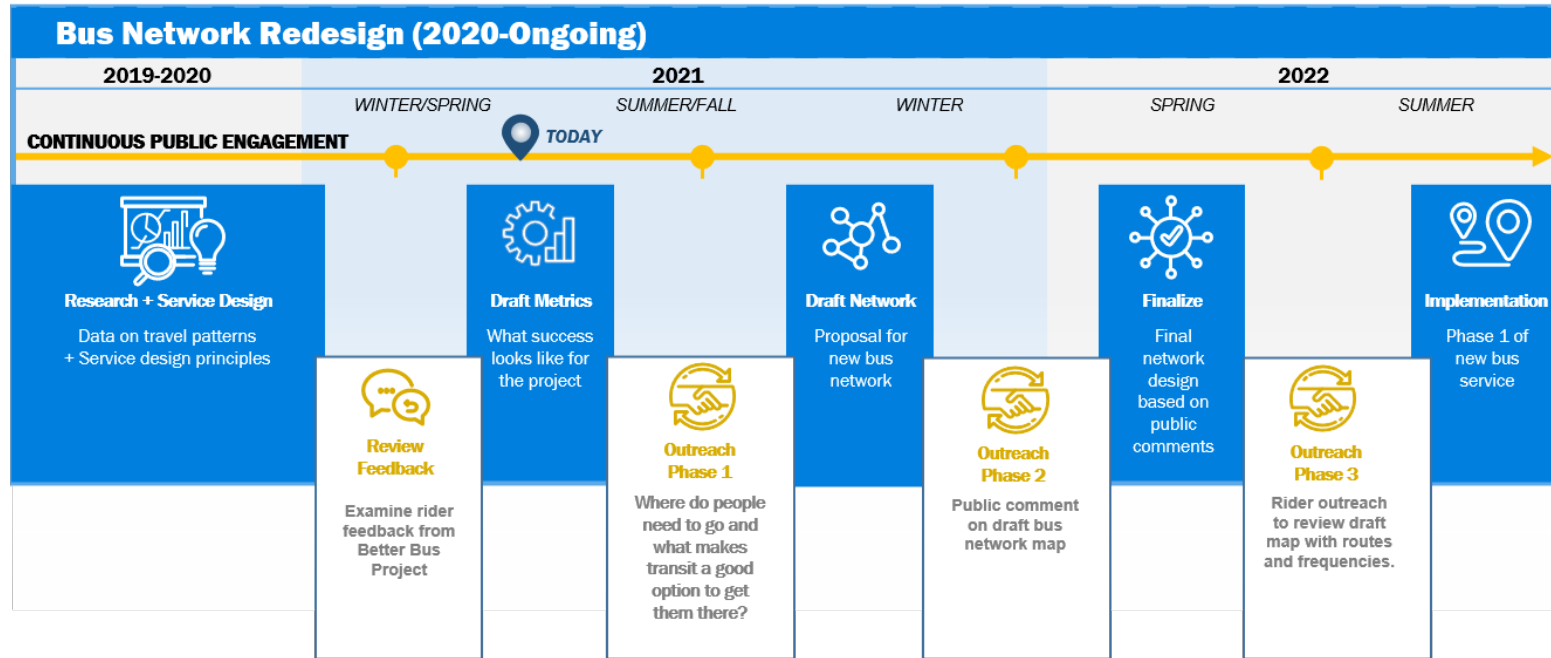 Bus Network Redesign (2020-Ongoing)
2019-2020
2021
2022
WINTER/SPRING
SUMMER/FALL
WINTER
SPRING
SUMMER
TODAY
CONTINUOUS PUBLIC ENGAGEMENT
Research + Service Design
Data on travel patterns
+ Service design principles
Review
Feedback
Examine rider
feedback from
Better Bus
Project
Draft Metrics
What success
looks like for
the project
Outreach
Phase 1
Where do people
need to go and
what makes
transit a good
option to get
them there?
Draft Network
Proposal for
new bus
network
Outreach
Phase 2
Public comment
on draft bus
network map
Finalize
Final
network
design
based on
public
comments
Outreach
Phase 3
Rider outreach
to review draft
map with routes
and frequencies.
Implementation
Phase 1 of
new bus
service